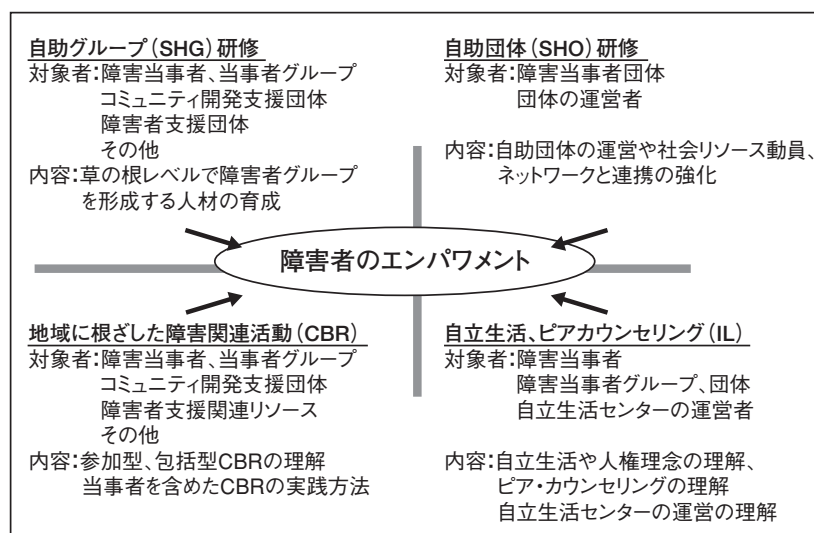 自助グループ(SHG)研修
対象者:障害当事者、当事者グループ
コミュニティ開発支援団体
障害者支援団体
その他
内容:草の根レベルで障害者グループ
を形成する人材の育成
自助団体(SHO)研修
対象者:障害当事者団体
団体の運営者
内容:自助団体の運営や社会リソース動員、
ネットワークと連携の強化
障害者のエンパワメント
地域に根ざした障害関連活動(CBR)
対象者:障害当事者、当事者グループ
コミュニティ開発支援団体
障害者支援関連リソース
その他
内容:参加型、包括型CBRの理解
当事者を含めたCBRの実践方法
自立生活、ピアカウンセリング(IL)
対象者:障害当事者
障害当事者グループ、団体
自立生活センターの運営者
内容:自立生活や人権理念の理解、
ピア・カウンセリングの理解
自立生活センターの運営の理解